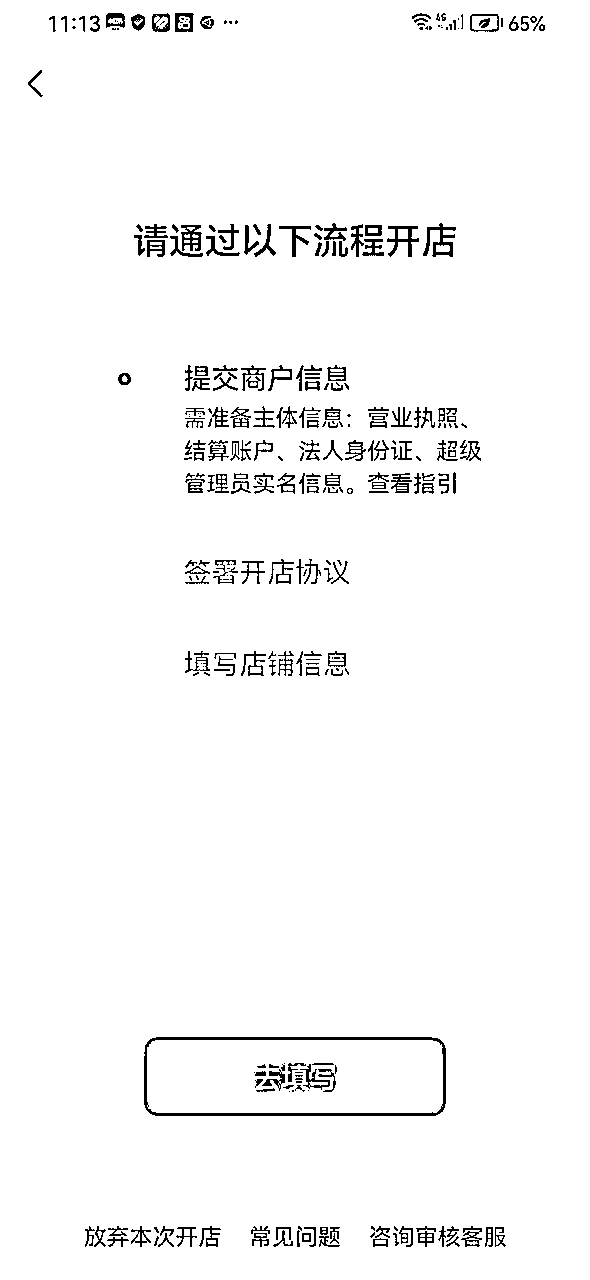 11:13 ··· 4G 65%
请通过以下流程开店
提交商户信息
需准备主体信息：营业执照、
结算账户、法人身份证、超级
管理员实名信息。查看指引
签署开店协议
填写店铺信息
去填写
放弃本次开店 常见问题 咨询审核客服